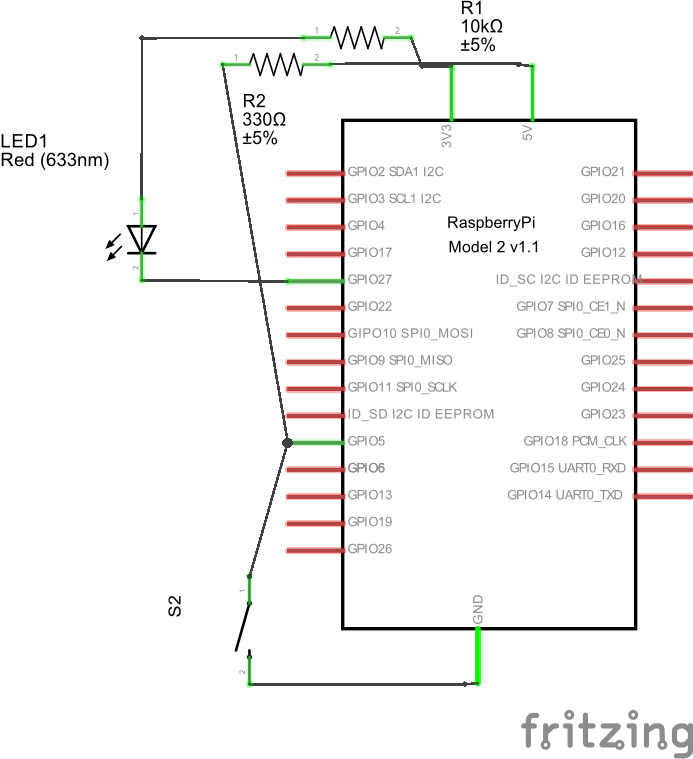 R1
10kΩ
±5%
1 2
1 2
R2
330Ω
±5%
LED1
Red (633nm)
1
2
3V3
5V
RaspberryPi
Model 2 v1.1
GPIO2 SDA1 I2C
GPIO3 SCL1 I2C
GPIO4
GPIO17
GPIO27
GPIO22
GIPO10 SPI0_MOSI
GPIO9 SPI0_MISO
GPIO11 SPI0_SCLK
ID_SD I2C ID EEPROM
GPIO5
GPIO6
GPIO13
GPIO19
GPIO26
GPIO21
GPIO20
GPIO16
GPIO12
ID_SC I2C ID EEPROM
GPIO7 SPI0_CE1_N
GPIO8 SPI0_CE0_N
GPIO25
GPIO24
GPIO23
GPIO18 PCM_CLK
GPIO15 UART0_RXD
GPIO14 UART0_TXD
GND
S2
1
2
fritzing